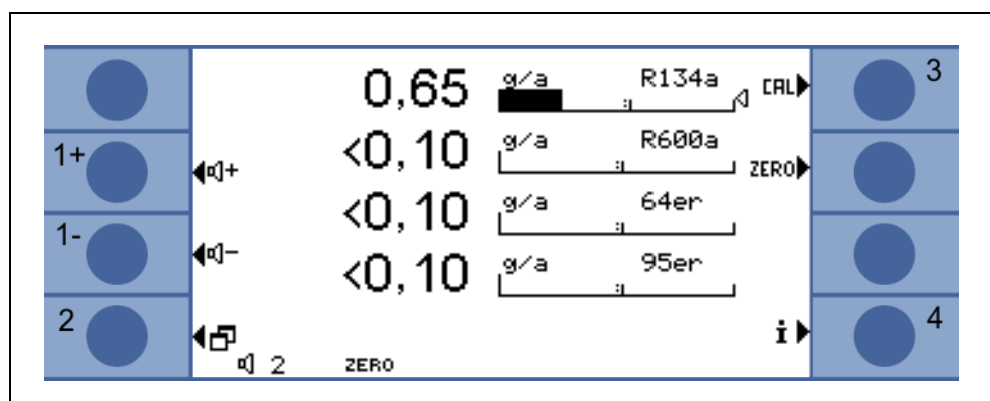 3
0,65 g/a R134a CAL
1+
<0,10 g/a R600a
+ ZERO
<0,10 g/a 64er
1-
-
<0,10 g/a 95er
2 i 4
2 ZERO